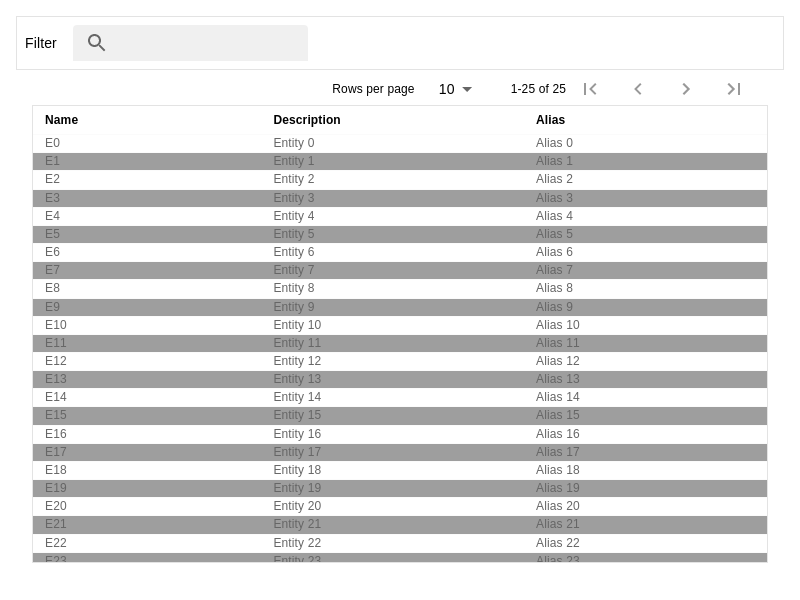 Filter
Rows per page 10 1-25 of 25
Name Description Alias
E0 Entity 0 Alias 0
E1 Entity 1 Alias 1
E2 Entity 2 Alias 2
E3 Entity 3 Alias 3
E4 Entity 4 Alias 4
E5 Entity 5 Alias 5
E6 Entity 6 Alias 6
E7 Entity 7 Alias 7
E8 Entity 8 Alias 8
E9 Entity 9 Alias 9
E10 Entity 10 Alias 10
E11 Entity 11 Alias 11
E12 Entity 12 Alias 12
E13 Entity 13 Alias 13
E14 Entity 14 Alias 14
E15 Entity 15 Alias 15
E16 Entity 16 Alias 16
E17 Entity 17 Alias 17
E18 Entity 18 Alias 18
E19 Entity 19 Alias 19
E20 Entity 20 Alias 20
E21 Entity 21 Alias 21
E22 Entity 22 Alias 22
E23 Entity 23 Alias 23